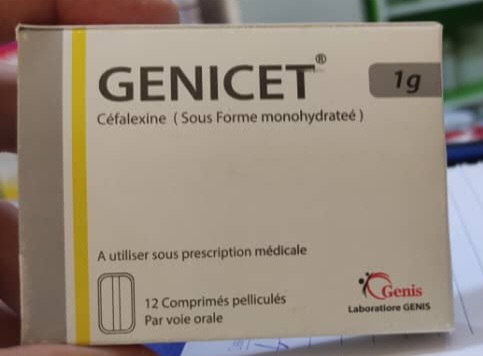 GENICET®
1g
Céfalexine ( Sous Forme monohydrateé )
A utiliser sous prescription médicale
12 Comprimés pelliculés
Par voie orale
Genis
Laboratiore GENIS